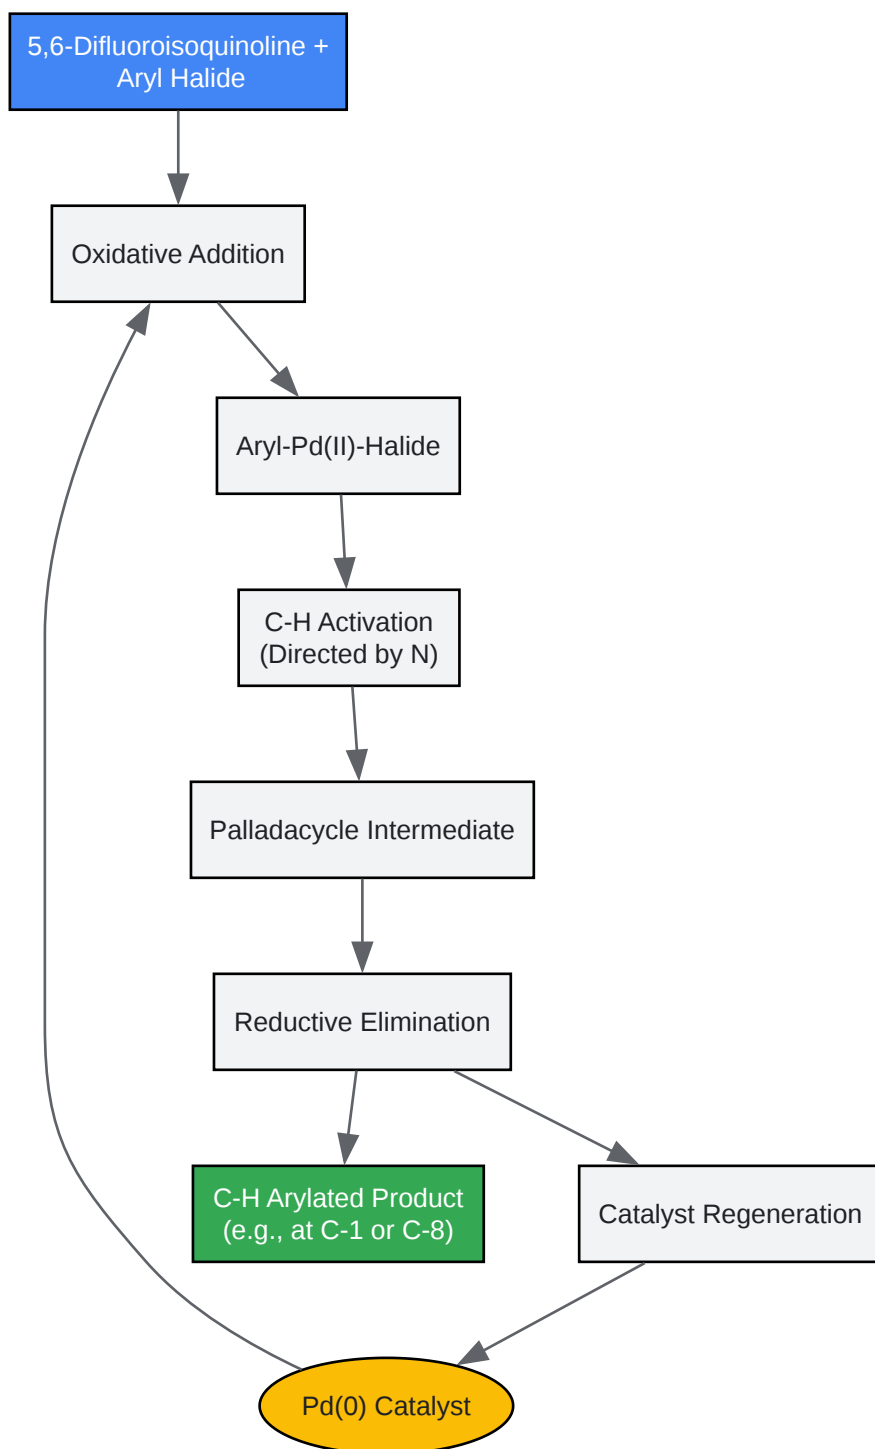 5,6-Difluoroisoquinoline +
Aryl Halide
Oxidative Addition
Aryl-Pd(II)-Halide
C-H Activation
(Directed by N)
Palladacycle Intermediate
Reductive Elimination
C-H Arylated Product
(e.g., at C-1 or C-8)
Catalyst Regeneration
Pd(0) Catalyst